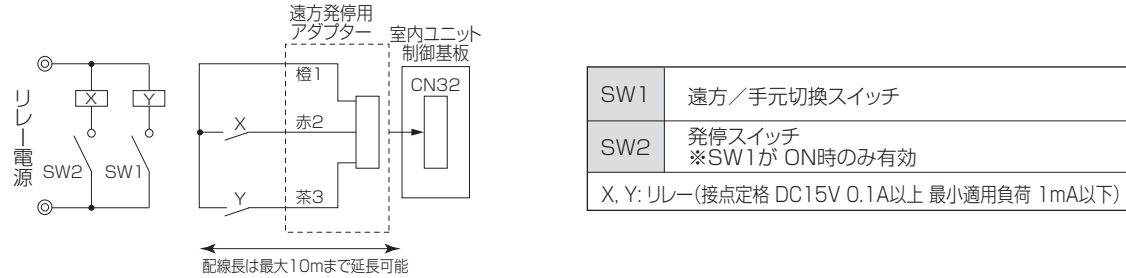 遠方発停用
アダプター
室内ユニット
制御基板
CN32
橙1
赤2
茶3
X
Y
X
Y
リレー電源
SW2
SW1
配線長は最大10mまで延長可能
SW1 遠方／手元切換スイッチ
SW2 発停スイッチ
※SW1が ON時のみ有効
X, Y: リレー(接点定格 DC15V 0.1A以上 最小適用負荷 1mA以下)